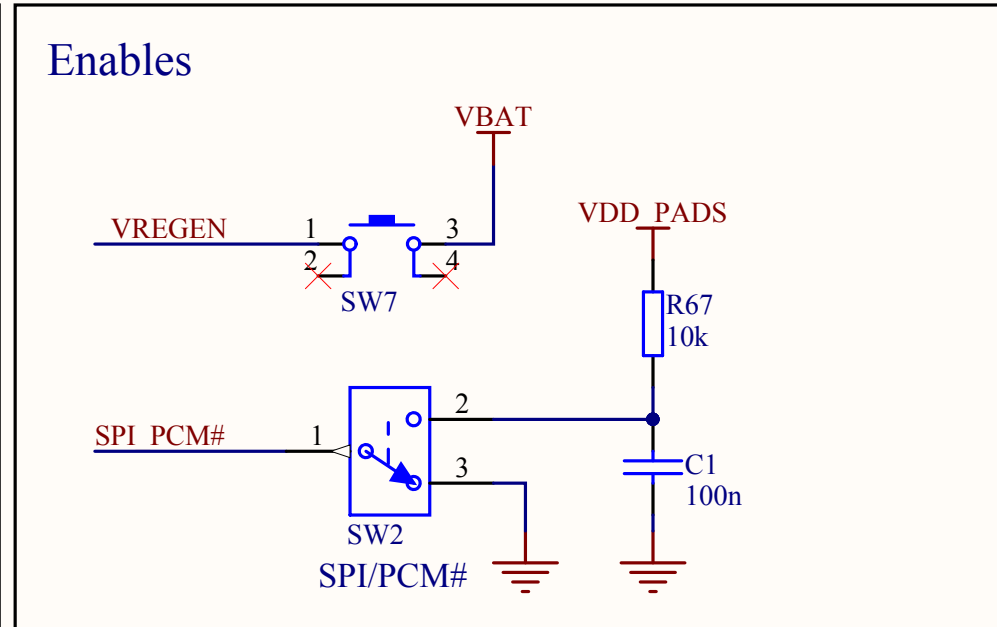 Enables
VBAT
VREGEN
1
3
2
4
SW7
VDD_PADS
R67
10k
SPI_PCM#
1
2
3
C1
100n
SW2
SPI/PCM#